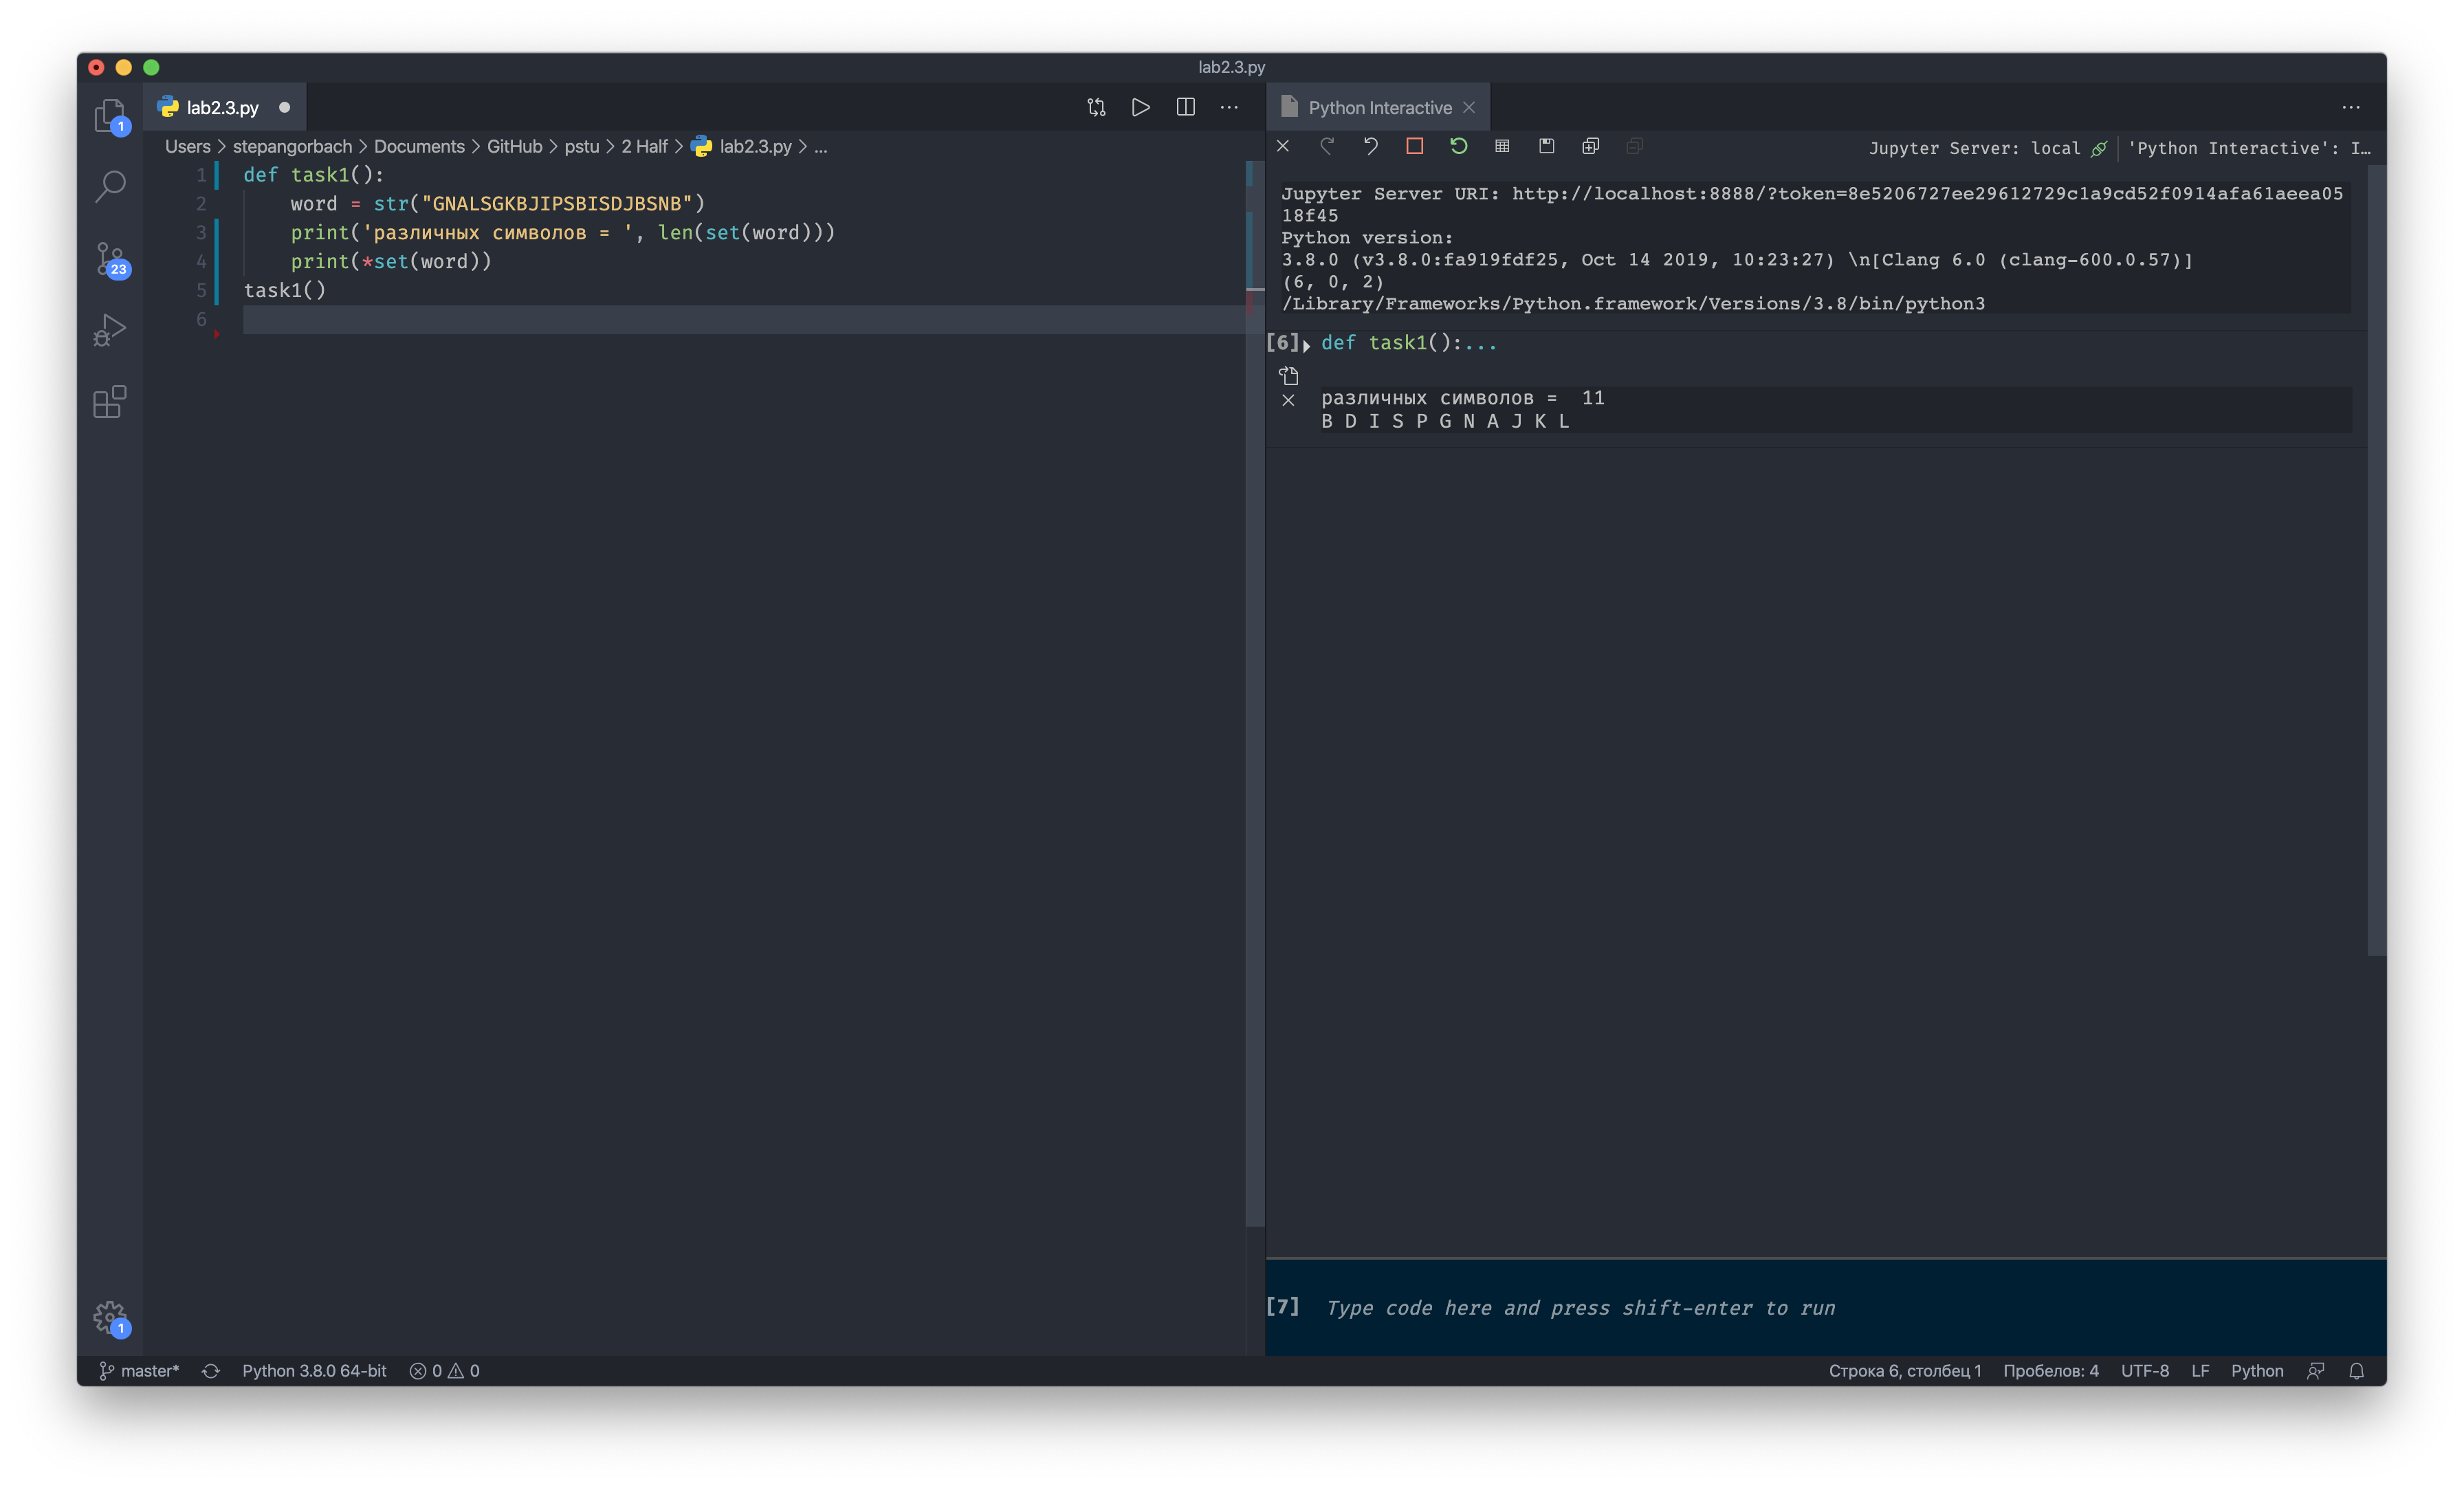 lab2.3.py
lab2.3.py
Python Interactive
1
Users > stepangorbach > Documents > GitHub > pstu > 2 Half > lab2.3.py > ...
Jupyter Server: local
'Python Interactive': I…
1 def task1():
2 word = str("GNALSGKBJIPSBISDJBSNB")
3 print('различных символов = ', len(set(word)))
4 print(*set(word))
5 task1()
6
23
Jupyter Server URI: http://localhost:8888/?token=8e5206727ee29612729c1a9cd52f0914afa61aeea05
18f45
Python version:
3.8.0 (v3.8.0:fa919fdf25, Oct 14 2019, 10:23:27) \n[Clang 6.0 (clang-600.0.57)]
(6, 0, 2)
/Library/Frameworks/Python.framework/Versions/3.8/bin/python3
[6] def task1():...
различных символов =  11
B D I S P G N A J K L
[7] Type code here and press shift-enter to run
1
master* Python 3.8.0 64-bit 0 0
Строка 6, столбец 1 Пробелов: 4 UTF-8 LF Python